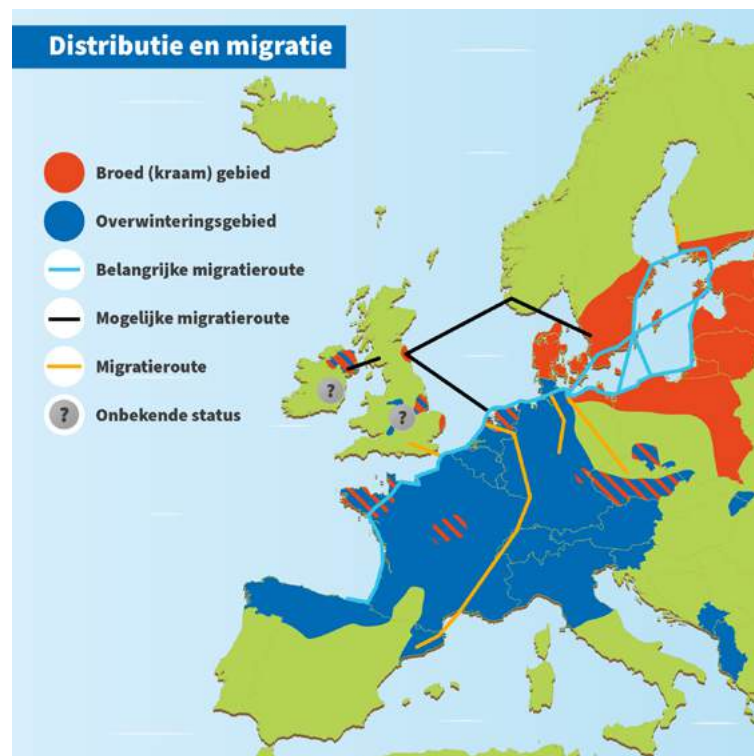 Distributie en migratie
Broed (kraam) gebied
Overwinteringsgebied
Belangrijke migratieroute
Mogelijke migratieroute
Migratieroute
? Onbekende status
?
?